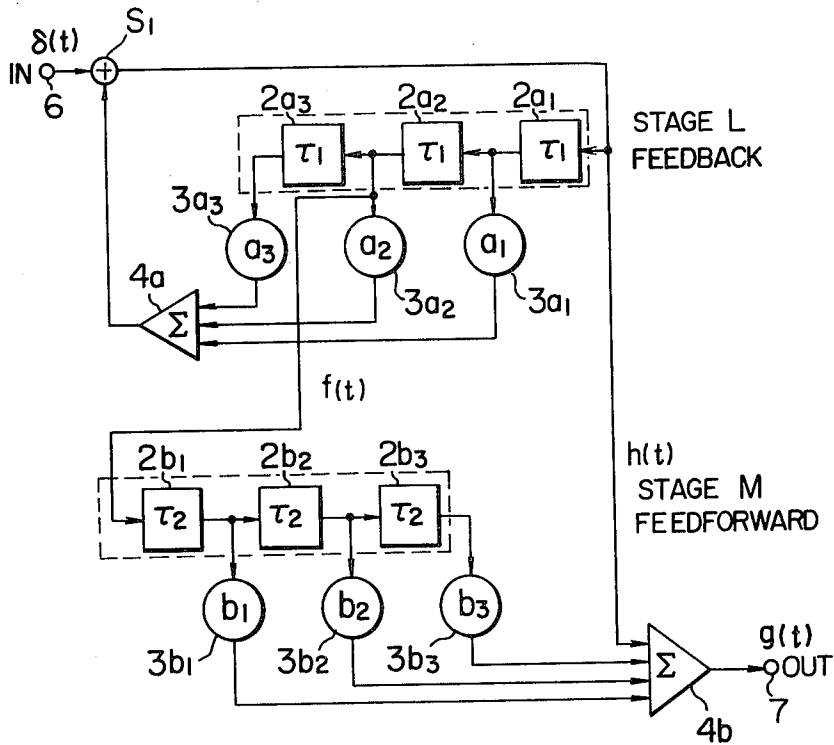 S1
δ(t)
IN
6
2a3
2a2
2a1
τ1
τ1
τ1
STAGE L
FEEDBACK
3a3
a3
a2
a1
4a
3a2
3a1
Σ
f(t)
h(t)
2b1
2b2
2b3
STAGE M
FEEDFORWARD
τ2
τ2
τ2
b1
b2
b3
3b1
3b2
3b3
g(t)
Σ
OUT
7
4b